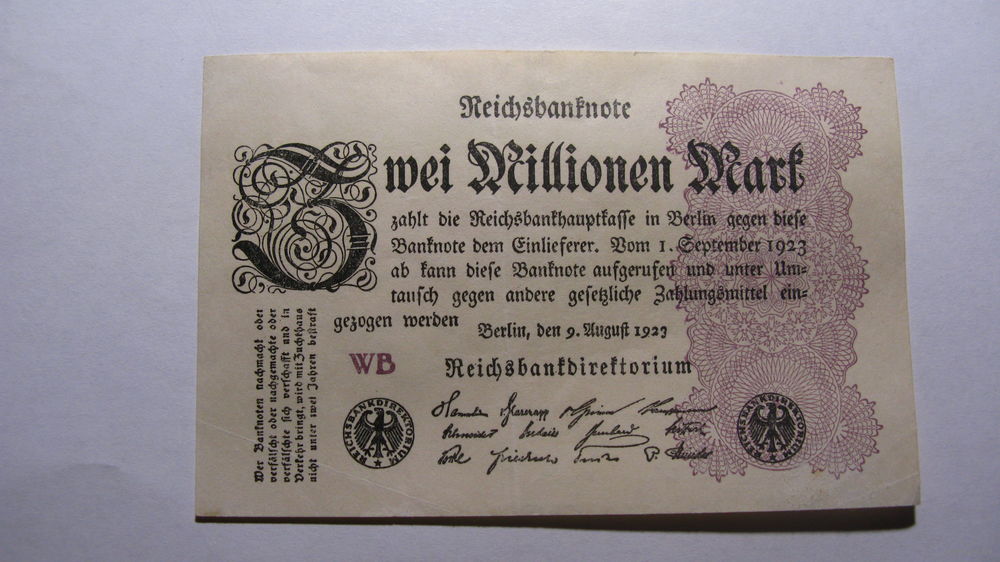 Reichsbanknote
Zwei Millionen Mark
zahlt die Reichsbankhauptkasse in Berlin gegen diese
Banknote dem Einlieferer. Vom 1. September 1923
ab kann diese Banknote aufgerufen und unter Um-
tausch gegen andere gesetzliche Zahlungsmittel ein-
gezogen werden
Berlin, den 9. August 1923
WB
Reichsbankdirektorium
Wer Banknoten nachmacht oder
verfälscht oder nachgemachte oder
verfälschte sich verschafft und in
Verkehr bringt, wird mit Zuchthaus
nicht unter zwei Jahren bestraft
REICHSBANKDIREKTORIUM
REICHSBANKDIREKTORIUM